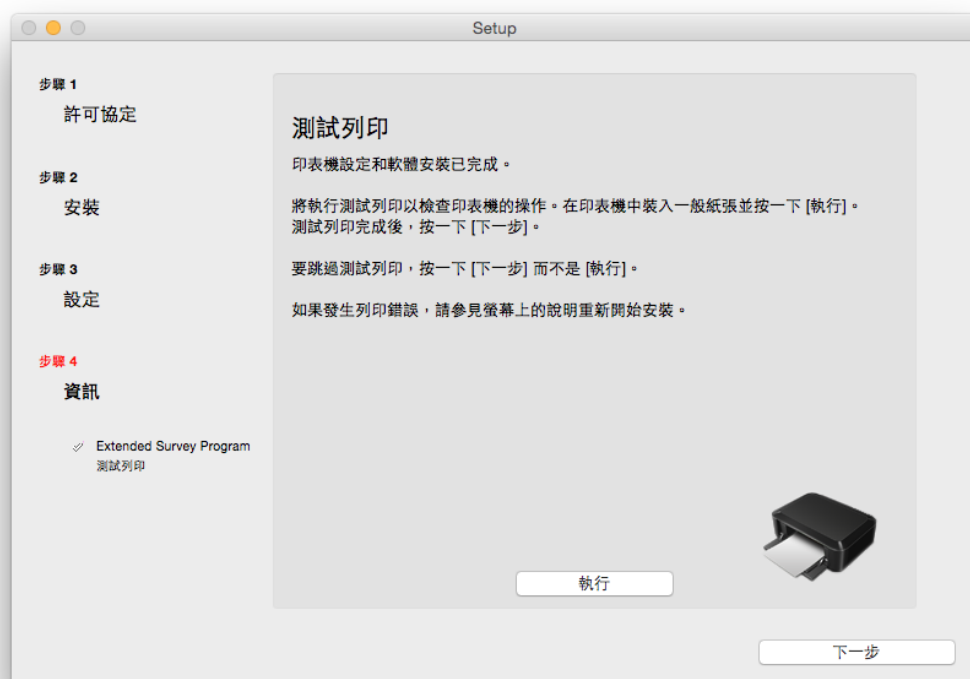 Setup
步驟 1
許可協定
步驟 2
安裝
步驟 3
設定
步驟 4
資訊
Extended Survey Program
測試列印
測試列印
印表機設定和軟體安裝已完成。
將執行測試列印以檢查印表機的操作。在印表機中裝入一般紙張並按一下 [執行]。
測試列印完成後，按一下 [下一步]。
要跳過測試列印，按一下 [下一步] 而不是 [執行]。
如果發生列印錯誤，請參見螢幕上的說明重新開始安裝。
執行
下一步